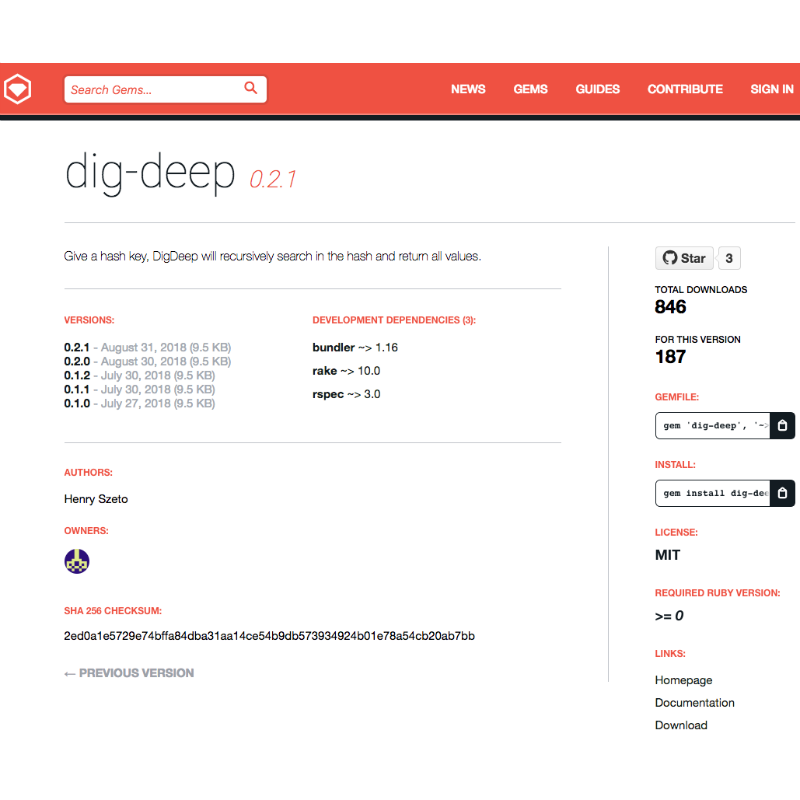 Search Gems...
NEWS GEMS GUIDES CONTRIBUTE SIGN IN
dig-deep 0.2.1
Give a hash key, DigDeep will recursively search in the hash and return all values.
VERSIONS:
0.2.1 - August 31, 2018 (9.5 KB)
0.2.0 - August 30, 2018 (9.5 KB)
0.1.2 - July 30, 2018 (9.5 KB)
0.1.1 - July 30, 2018 (9.5 KB)
0.1.0 - July 27, 2018 (9.5 KB)
DEVELOPMENT DEPENDENCIES (3):
bundler ~> 1.16
rake ~> 10.0
rspec ~> 3.0
AUTHORS:
Henry Szeto
OWNERS:
SHA 256 CHECKSUM:
2ed0a1e5729e74bffa84dba31aa14ce54b9db573934924b01e78a54cb20ab7bb
← PREVIOUS VERSION
Star 3
TOTAL DOWNLOADS
846
FOR THIS VERSION
187
GEMFILE:
gem 'dig-deep', '~>
INSTALL:
gem install dig-dee
LICENSE:
MIT
REQUIRED RUBY VERSION:
>= 0
LINKS:
Homepage
Documentation
Download